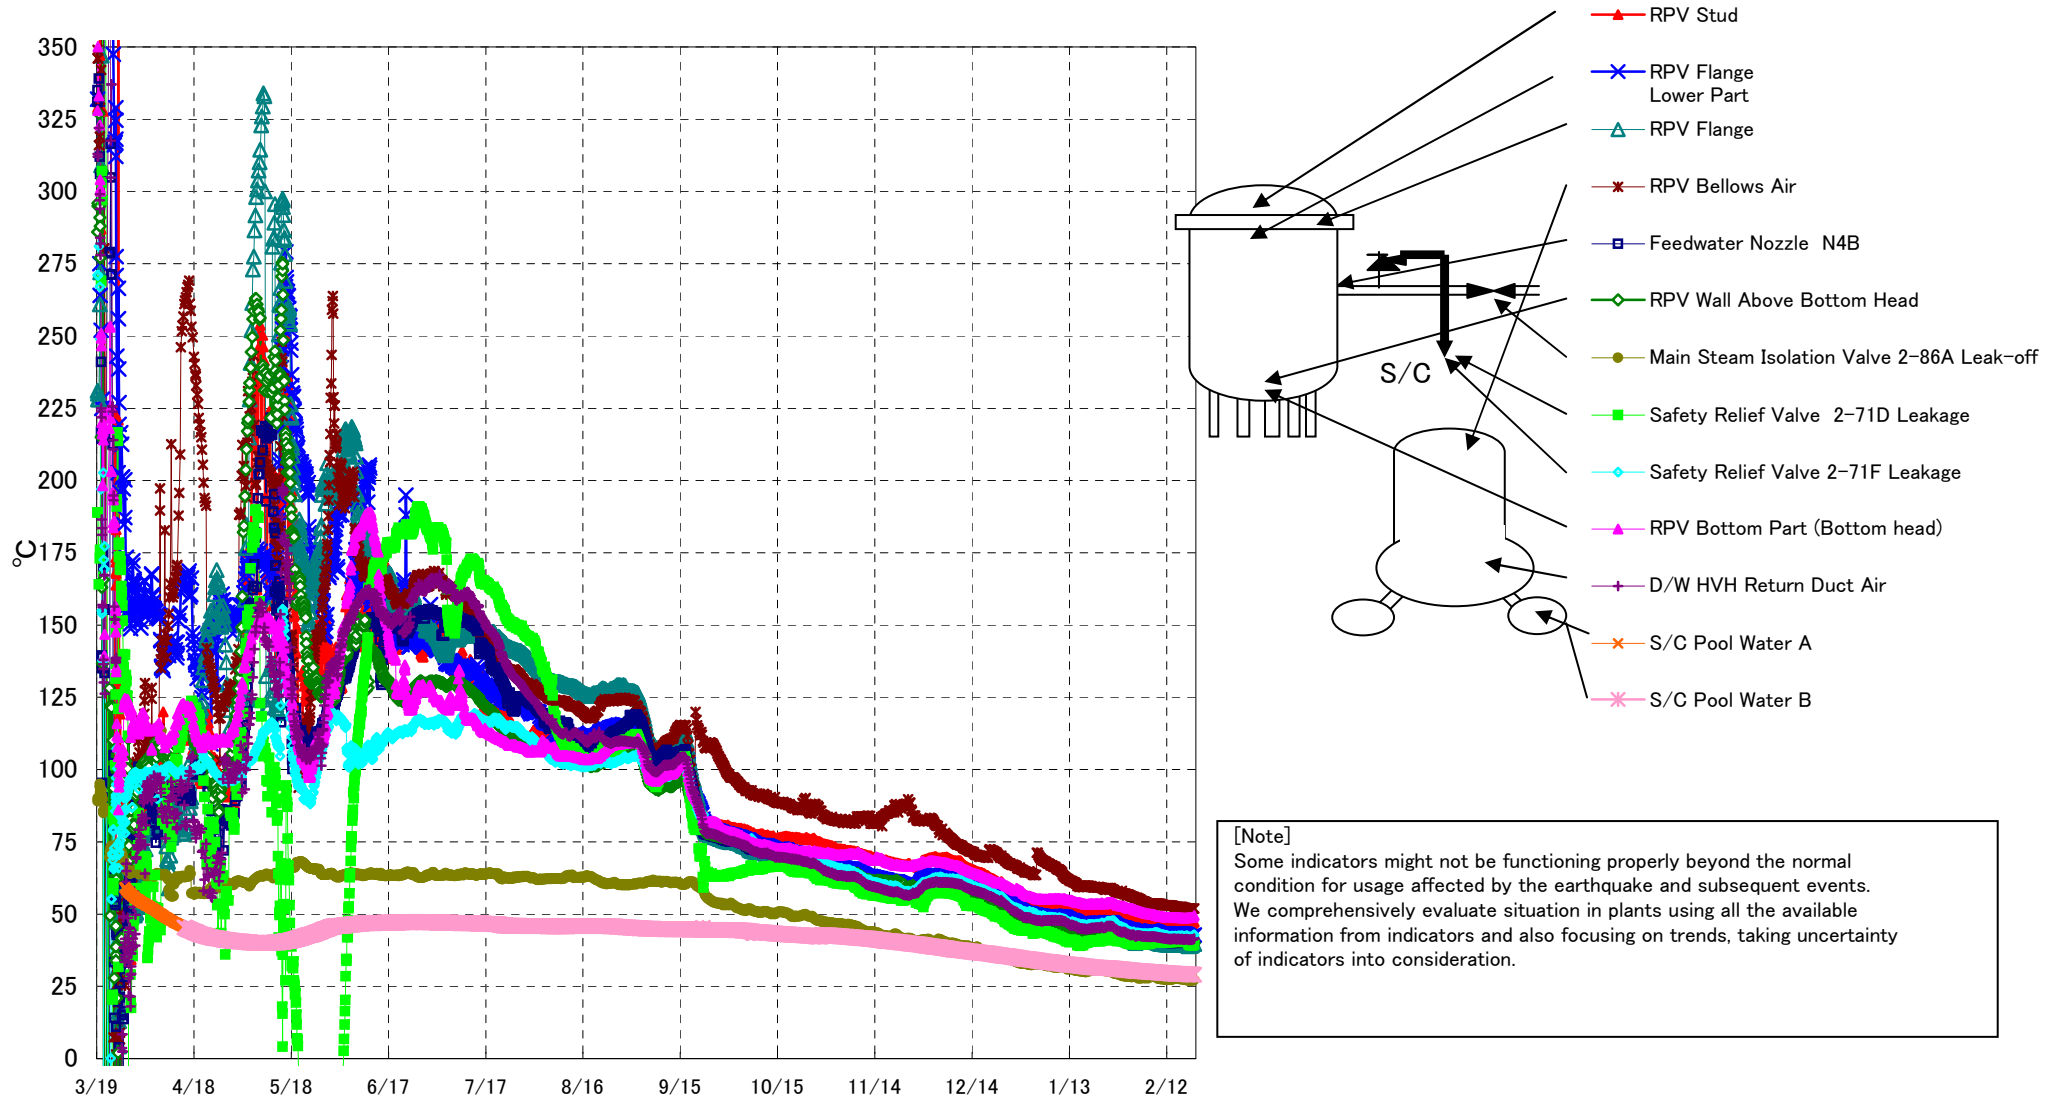 350
325
300
275
250
225
200
175
150
125
100
75
50
25
0
°C
3/19 4/18 5/18 6/17 7/17 8/16 9/15 10/15 11/14 12/14 1/13 2/12
RPV Stud
RPV Flange
Lower Part
RPV Flange
RPV Bellows Air
Feedwater Nozzle N4B
RPV Wall Above Bottom Head
Main Steam Isolation Valve 2-86A Leak-off
Safety Relief Valve 2-71D Leakage
Safety Relief Valve 2-71F Leakage
RPV Bottom Part (Bottom head)
D/W HVH Return Duct Air
S/C Pool Water A
S/C Pool Water B
S/C
[Note]
Some indicators might not be functioning properly beyond the normal
condition for usage affected by the earthquake and subsequent events.
We comprehensively evaluate situation in plants using all the available
information from indicators and also focusing on trends, taking uncertainty
of indicators into consideration.